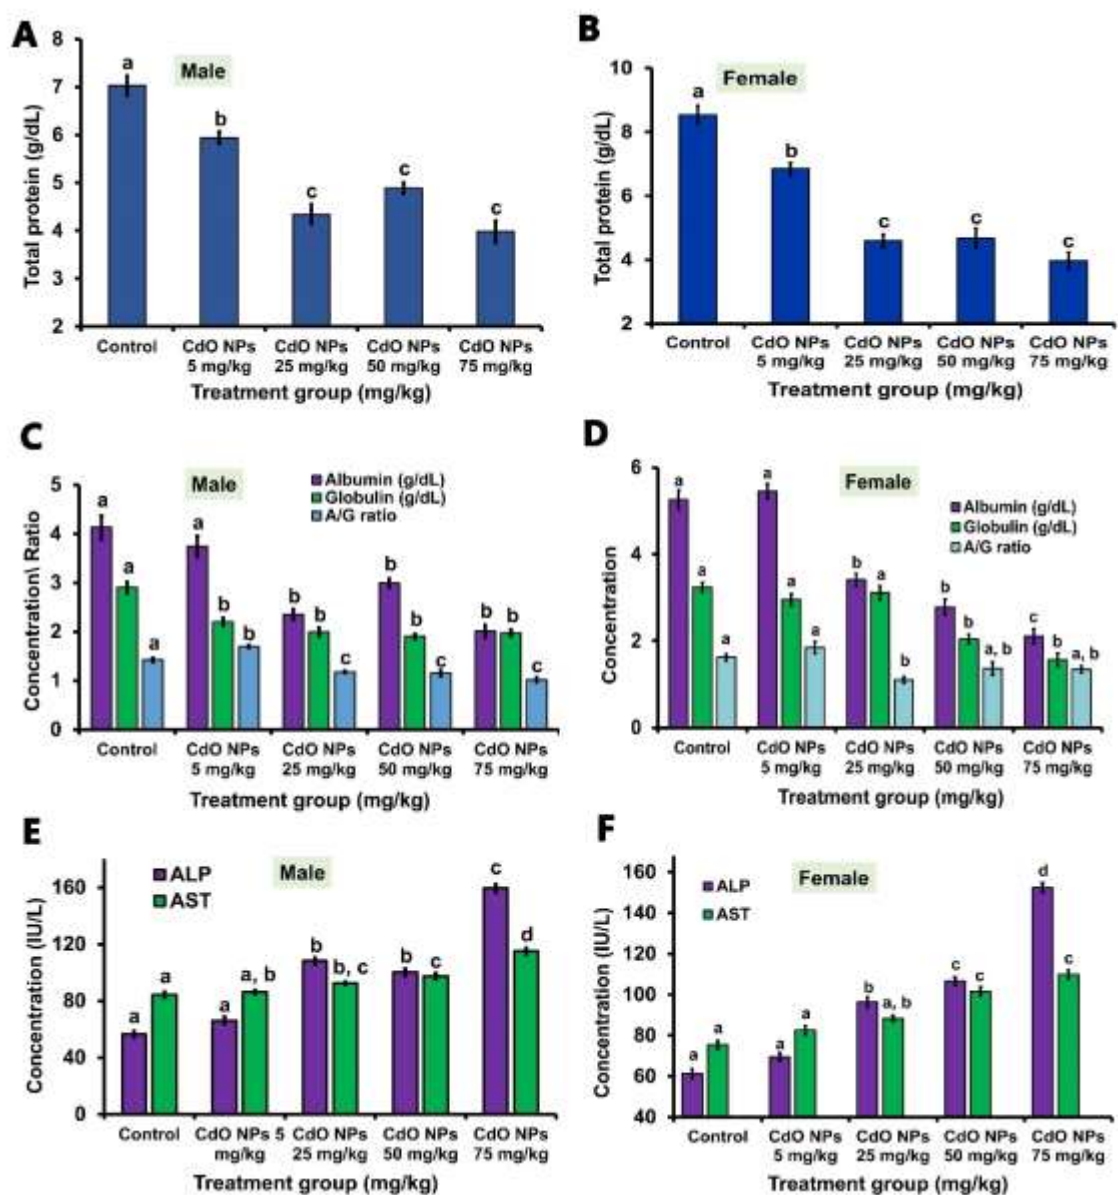 A
Male
8
7
6
5
4
3
2
Total protein (g/dL)
a
b
c
c
c
Control
CdO NPs 5 mg/kg
CdO NPs 25 mg/kg
CdO NPs 50 mg/kg
CdO NPs 75 mg/kg
Treatment group (mg/kg)
B
Female
10
8
6
4
2
Total protein (g/dL)
a
b
c
c
c
Control
CdO NPs 5 mg/kg
CdO NPs 25 mg/kg
CdO NPs 50 mg/kg
CdO NPs 75 mg/kg
Treatment group (mg/kg)
C
Male
Albumin (g/dL)
Globulin (g/dL)
A/G ratio
5
4
3
2
1
0
Concentration\ Ratio
a
a
a
a
b
b
b
b
c
b
b
c
b
b
c
Control
CdO NPs 5 mg/kg
CdO NPs 25 mg/kg
CdO NPs 50 mg/kg
CdO NPs 75 mg/kg
Treatment group (mg/kg)
D
Female
Albumin (g/dL)
Globulin (g/dL)
A/G ratio
6
4
2
0
Concentration
a
a
a
a
a
a
b
a
b
b
b
a, b
c
b
a, b
Control
CdO NPs 5 mg/kg
CdO NPs 25 mg/kg
CdO NPs 50 mg/kg
CdO NPs 75 mg/kg
Treatment group (mg/kg)
E
Male
ALP
AST
160
120
80
40
0
Concentration (IU/L)
a
a
a
a, b
b
b, c
b
c
c
d
Control
CdO NPs 5 mg/kg
CdO NPs 25 mg/kg
CdO NPs 50 mg/kg
CdO NPs 75 mg/kg
Treatment group (mg/kg)
F
Female
ALP
AST
160
140
120
100
80
60
40
Concentration (IU/L)
a
a
a
a
b
a, b
c
c
d
c
Control
CdO NPs 5 mg/kg
CdO NPs 25 mg/kg
CdO NPs 50 mg/kg
CdO NPs 75 mg/kg
Treatment group (mg/kg)